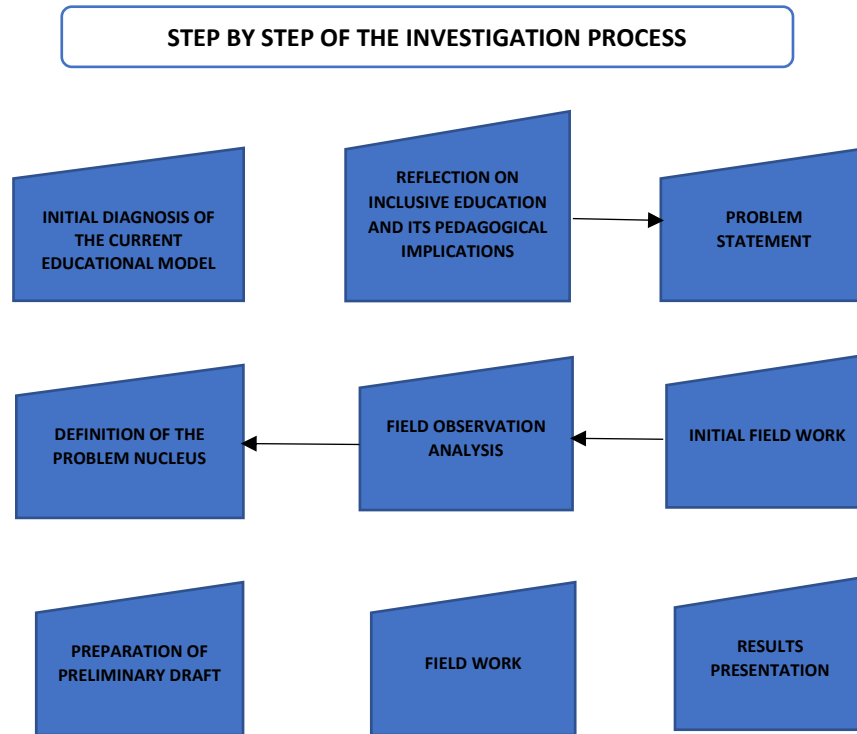 STEP BY STEP OF THE INVESTIGATION PROCESS
INITIAL DIAGNOSIS OF
THE CURRENT
EDUCATIONAL MODEL
REFLECTION ON
INCLUSIVE EDUCATION
AND ITS PEDAGOGICAL
IMPLICATIONS
PROBLEM
STATEMENT
DEFINITION OF THE
PROBLEM NUCLEUS
FIELD OBSERVATION
ANALYSIS
INITIAL FIELD WORK
PREPARATION OF
PRELIMINARY DRAFT
FIELD WORK
RESULTS
PRESENTATION